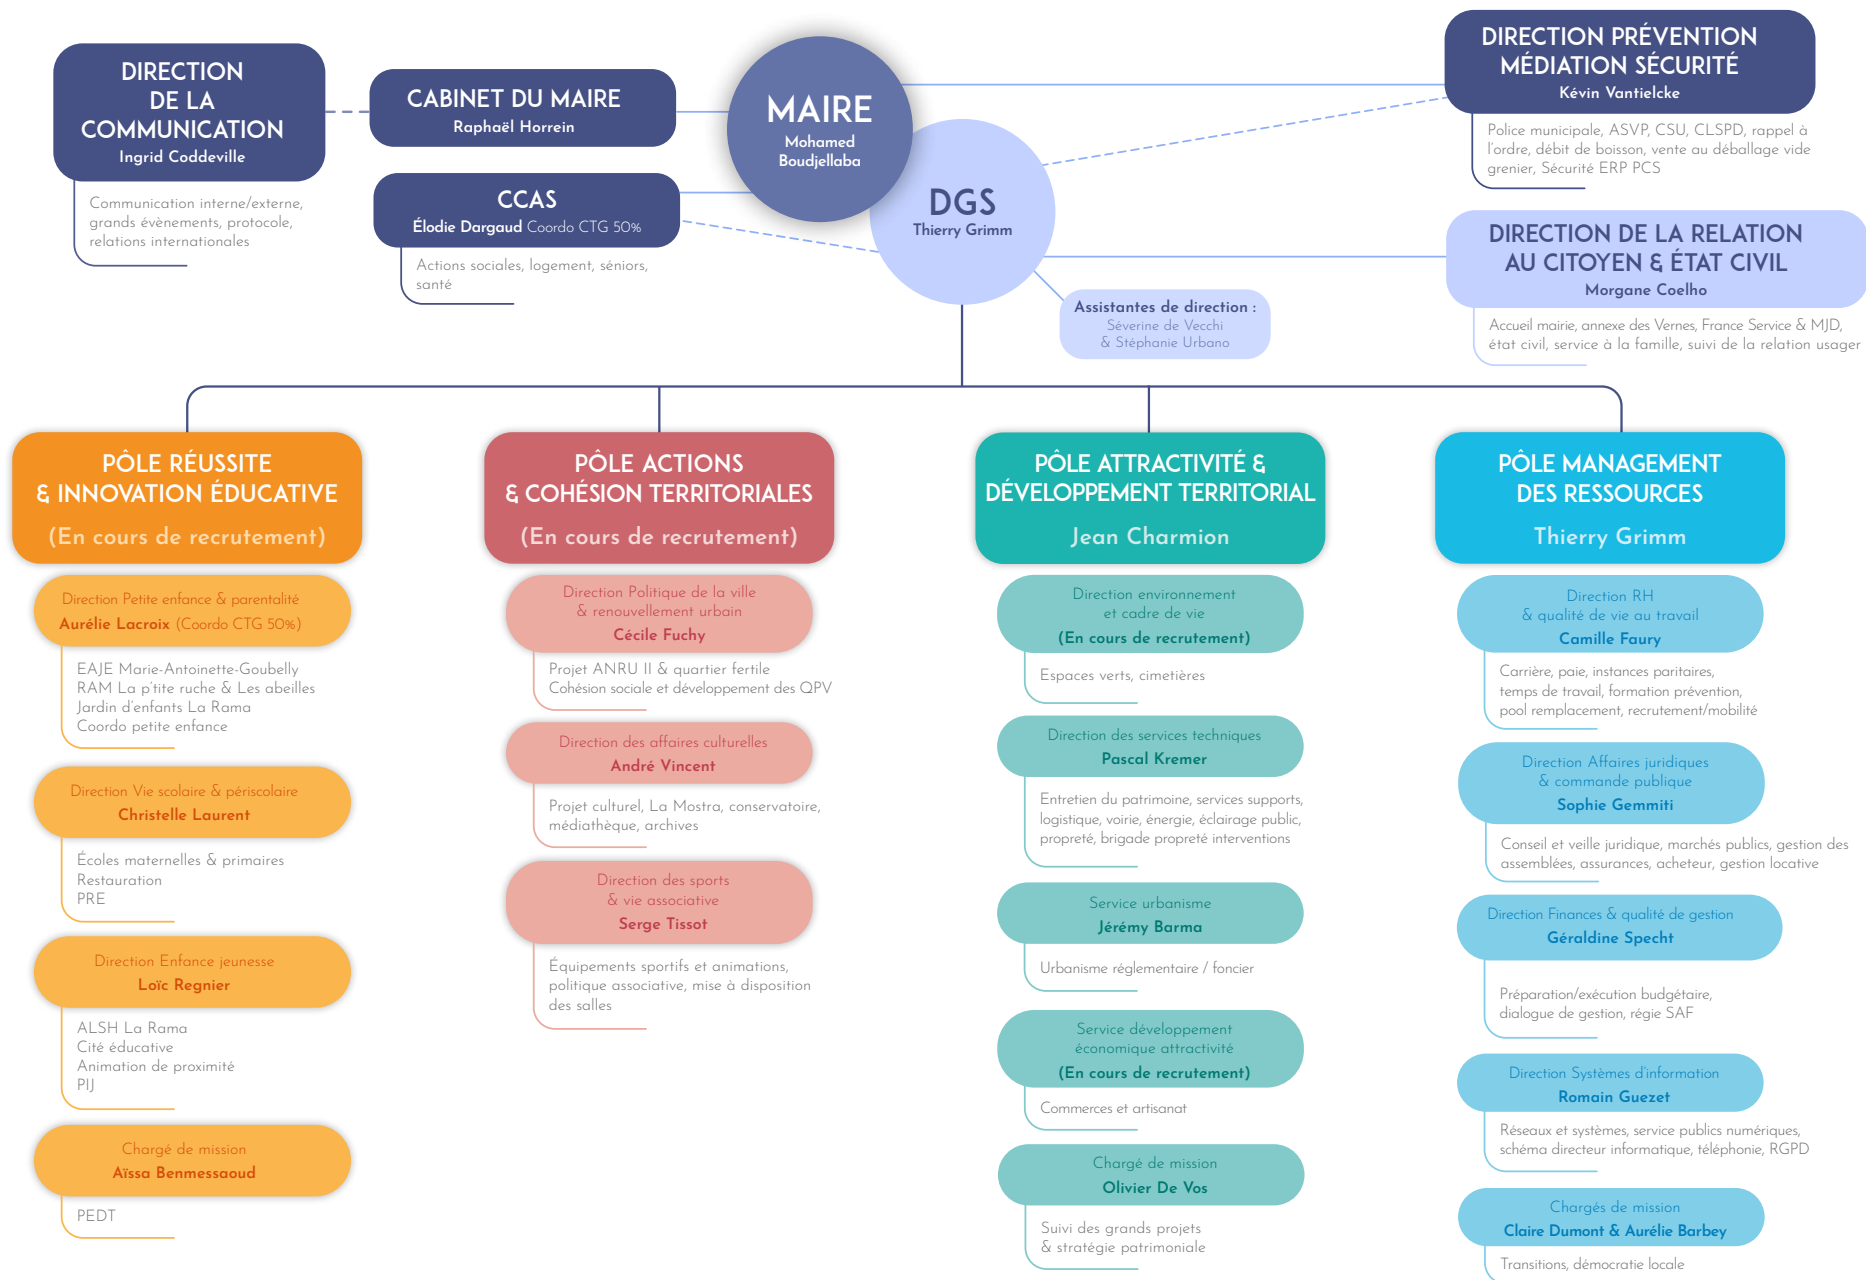 DIRECTION
DE LA
COMMUNICATION
Ingrid Coddeville
Communication interne/externe,
grands évènements, protocole,
relations internationales
CABINET DU MAIRE
Raphaël Horrein
CCAS
Élodie Dargaud Coordo CTG 50%
Actions sociales, logement, séniors,
santé
MAIRE
Mohamed
Boudjellaba
DGS
Thierry Grimm
Assistantes de direction :
Séverine de Vecchi
& Stéphanie Urbano
DIRECTION PRÉVENTION
MÉDIATION SÉCURITÉ
Kévin Vantielcke
Police municipale, ASVP, CSU, CLSPD, rappel à
l'ordre, débit de boisson, vente au déballage vide
grenier, Sécurité ERP PCS
DIRECTION DE LA RELATION
AU CITOYEN & ÉTAT CIVIL
Morgane Coelho
Accueil mairie, annexe des Vernes, France Service & MJD,
état civil, service à la famille, suivi de la relation usager
PÔLE RÉUSSITE
& INNOVATION ÉDUCATIVE
(En cours de recrutement)
Direction Petite enfance & parentalité
Aurélie Lacroix (Coordo CTG 50%)
EAJE Marie-Antoinette-Goubelly
RAM La p'tite ruche & Les abeilles
Jardin d'enfants La Rama
Coordo petite enfance
Direction Vie scolaire & périscolaire
Christelle Laurent
Écoles maternelles & primaires
Restauration
PRE
Direction Enfance jeunesse
Loïc Regnier
ALSH La Rama
Cité éducative
Animation de proximité
PIJ
Chargé de mission
Aïssa Benmessaoud
PEDT
PÔLE ACTIONS
& COHÉSION TERRITORIALES
(En cours de recrutement)
Direction Politique de la ville
& renouvellement urbain
Cécile Fuchy
Projet ANRU II & quartier fertile
Cohésion sociale et développement des QPV
Direction des affaires culturelles
André Vincent
Projet culturel, La Mostra, conservatoire,
médiathèque, archives
Direction des sports
& vie associative
Serge Tissot
Équipements sportifs et animations,
politique associative, mise à disposition
des salles
PÔLE ATTRACTIVITÉ &
DÉVELOPPEMENT TERRITORIAL
Jean Charmion
Direction environnement
et cadre de vie
(En cours de recrutement)
Espaces verts, cimetières
Direction des services techniques
Pascal Kremer
Entretien du patrimoine, services supports,
logistique, voirie, énergie, éclairage public,
propreté, brigade propreté interventions
Service urbanisme
Jérémy Barma
Urbanisme réglementaire / foncier
Service développement
économique attractivité
(En cours de recrutement)
Commerces et artisanat
Chargé de mission
Olivier De Vos
Suivi des grands projets
& stratégie patrimoniale
PÔLE MANAGEMENT
DES RESSOURCES
Thierry Grimm
Direction RH
& qualité de vie au travail
Camille Faury
Carrière, paie, instances paritaires,
temps de travail, formation prévention,
pool remplacement, recrutement/mobilité
Direction Affaires juridiques
& commande publique
Sophie Gemmiti
Conseil et veille juridique, marchés publics, gestion des
assemblées, assurances, acheteur, gestion locative
Direction Finances & qualité de gestion
Géraldine Specht
Préparation/exécution budgétaire,
dialogue de gestion, régie SAF
Direction Systèmes d'information
Romain Guezet
Réseaux et systèmes, service publics numériques,
schéma directeur informatique, téléphonie, RGPD
Chargés de mission
Claire Dumont & Aurélie Barbey
Transitions, démocratie locale